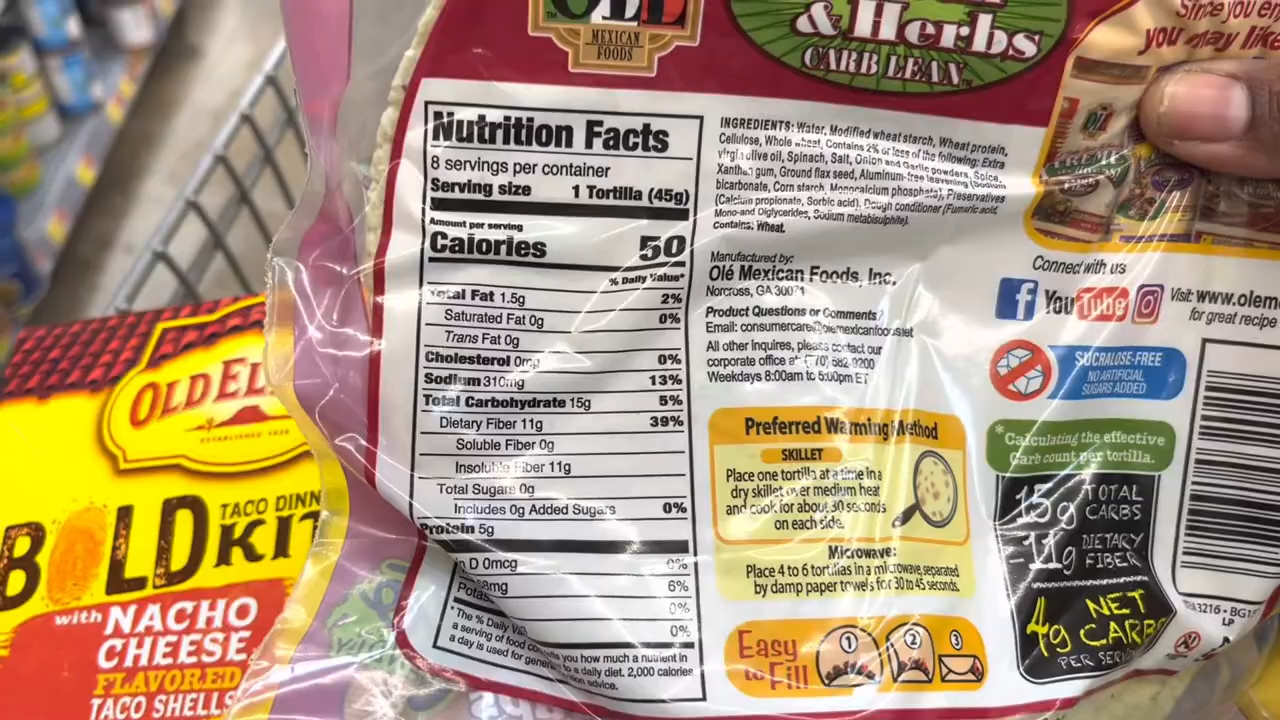 MEXICAN
FOODS
& Herbs
CARB LEAN
Since you en
you may like
Nutrition Facts
8 servings per container
Serving size 1 Tortilla (45g)
Amount per serving
Calories 50
% Daily Value*
Total Fat 1.5g 2%
Saturated Fat 0g 0%
Trans Fat 0g
Cholesterol 0mg 0%
Sodium 310mg 13%
Total Carbohydrate 15g 5%
Dietary Fiber 11g 39%
Soluble Fiber 0g
Insoluble Fiber 11g
Total Sugars 0g
Includes 0g Added Sugars 0%
Protein 5g
D 0mcg 0%
8mg 6%
0%
Potas 0%
* The % Daily
a serving of food you how much a nutrient in
a day is used for to a daily diet. 2,000 calories
advice.
INGREDIENTS: Water, Modified wheat starch, Wheat protein,
Cellulose, Whole wheat, Contains 2% or less of the following: Extra
virgin olive oil, Spinach, Salt, Onion and Garlic powders, Spice,
Xanthan gum, Ground flax seed, Aluminum-free leavening (Sodium
bicarbonate, Corn starch, Monocalcium phosphate), Preservatives
(Calcium propionate, Sorbic acid), Dough conditioner (Fumaric acid,
Mono-and Diglycerides, Sodium metabisulphite).
Contains: Wheat.
Manufactured by:
Olé Mexican Foods, Inc.
Norcross, GA 30071
Product Questions or Comments?
Email: consumercare@olemexicanfoods.net
All other inquires, please contact our
corporate office at (770) 582-9200
Weekdays 8:00am to 5:00pm ET
Preferred Warming Method
SKILLET
Place one tortilla at a time in a
dry skillet over medium heat
and cook for about 30 seconds
on each side.
Microwave:
Place 4 to 6 tortillas in a microwave, separated
by damp paper towels for 30 to 45 seconds.
Easy
to Fill
1 2 3
Connect with us
f YouTube
Visit: www.olem
for great recipe
SUCRALOSE-FREE
NO ARTIFICIAL
SUGARS ADDED
* Calculating the effective
Carb count per tortilla.
15g TOTAL
CARBS
-11g DIETARY
FIBER
4g NET
CARBS
PER SERV
OLD EL
ESTABLISHED 1938
BOLD TACO DINN
KIT
with NACHO
CHEESE
FLAVORED
TACO SHELLS